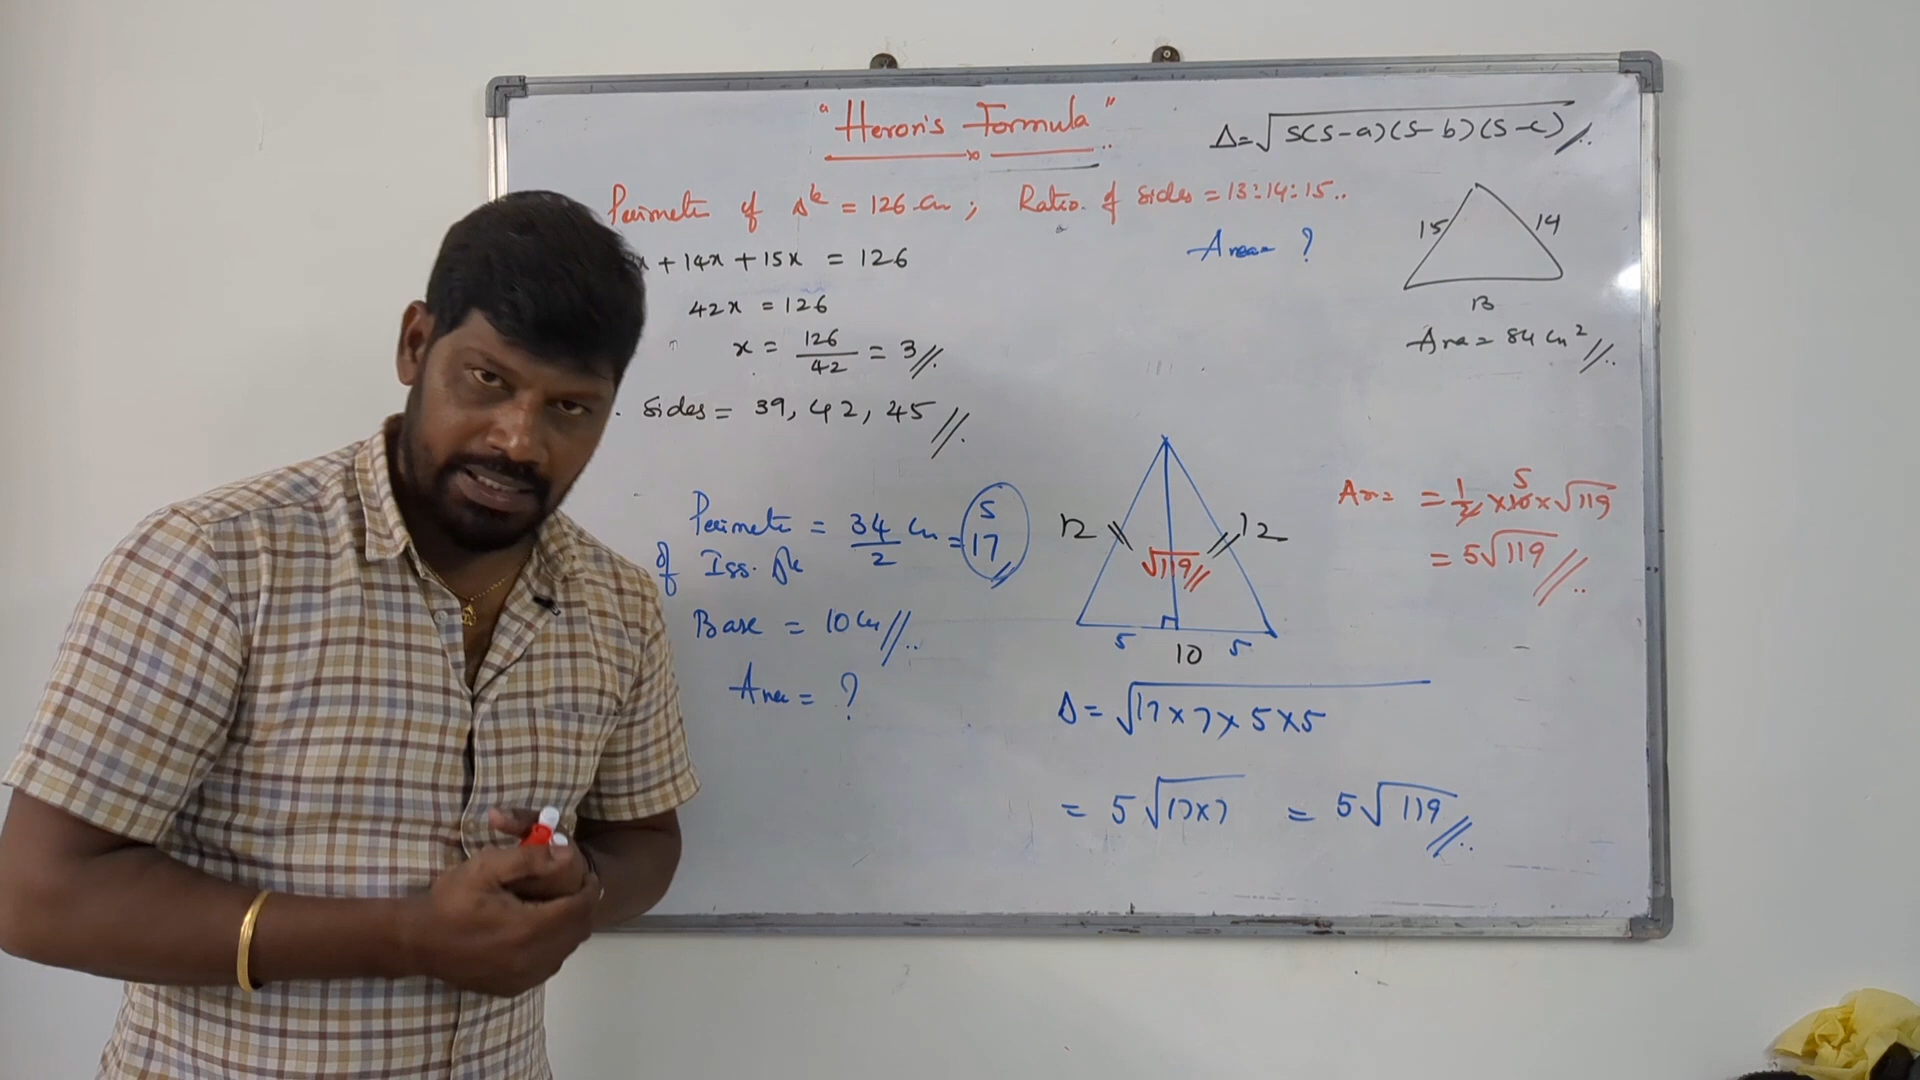 "Heron's Formula"
Δ=√S(S-a)(S-b)(S-c)//..
Perimeter of Δle = 126 cm ; Ratio of sides = 13:14:15..
x + 14x + 15x = 126
Area= ?
15
14
13
42x = 126
x = 126/42 = 3//.
Area = 84 cm²//.
Sides = 39, 42, 45//.
Perimeter = 34/2 cm = S 17
of Iss. Δle
12
12
√119//
Ar = = 1/2 × 10 × √119
5
= 5√119//..
Base = 10 cm//..
5
10
5
Area = ?
Δ = √17×7×5×5
= 5√17×7 = 5√119//..